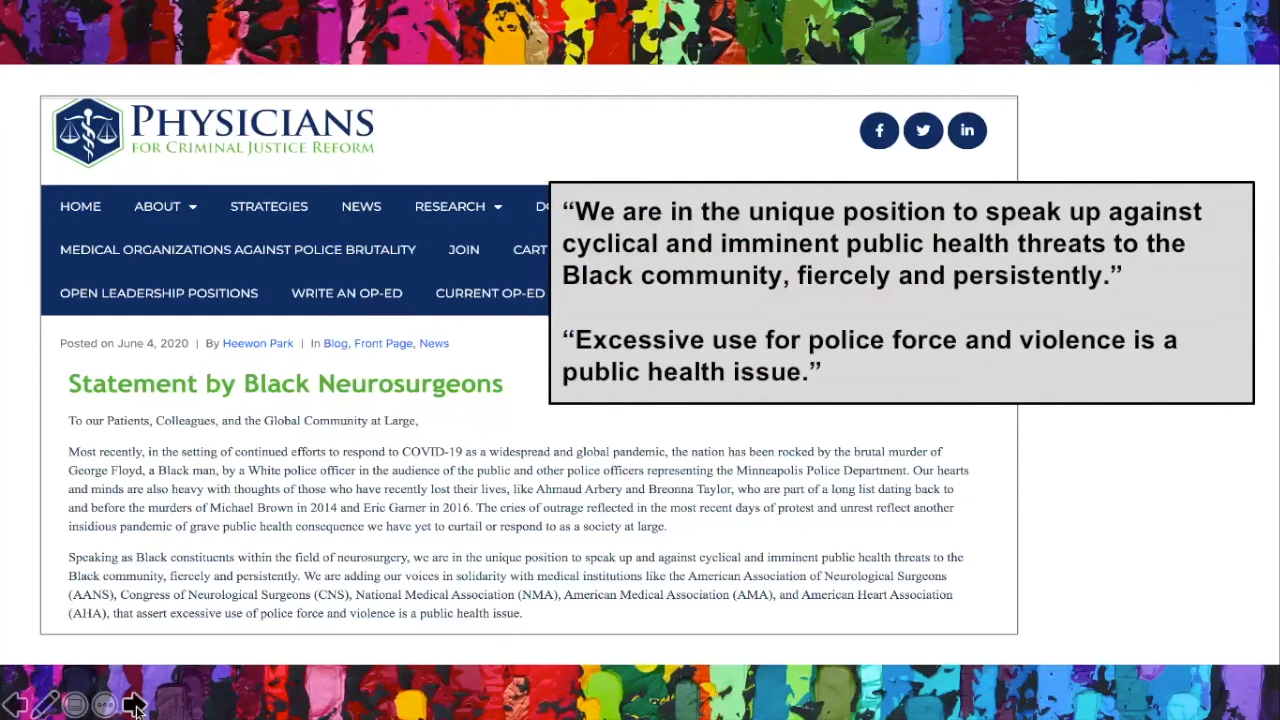 PHYSICIANS
FOR CRIMINAL JUSTICE REFORM
HOME ABOUT STRATEGIES NEWS RESEARCH
MEDICAL ORGANIZATIONS AGAINST POLICE BRUTALITY JOIN CART
OPEN LEADERSHIP POSITIONS WRITE AN OP-ED CURRENT OP-ED
“We are in the unique position to speak up against
cyclical and imminent public health threats to the
Black community, fiercely and persistently.”
“Excessive use for police force and violence is a
public health issue.”
Posted on June 4, 2020 | By Heewon Park | In Blog, Front Page, News
Statement by Black Neurosurgeons
To our Patients, Colleagues, and the Global Community at Large,
Most recently, in the setting of continued efforts to respond to COVID-19 as a widespread and global pandemic, the nation has been rocked by the brutal murder of
George Floyd, a Black man, by a White police officer in the audience of the public and other police officers representing the Minneapolis Police Department. Our hearts
and minds are also heavy with thoughts of those who have recently lost their lives, like Ahmaud Arbery and Breonna Taylor, who are part of a long list dating back to
and before the murders of Michael Brown in 2014 and Eric Garner in 2016. The cries of outrage reflected in the most recent days of protest and unrest reflect another
insidious pandemic of grave public health consequence we have yet to curtail or respond to as a society at large.
Speaking as Black constituents within the field of neurosurgery, we are in the unique position to speak up and against cyclical and imminent public health threats to the
Black community, fiercely and persistently. We are adding our voices in solidarity with medical institutions like the American Association of Neurological Surgeons
(AANS), Congress of Neurological Surgeons (CNS), National Medical Association (NMA), American Medical Association (AMA), and American Heart Association
(AHA), that assert excessive use of police force and violence is a public health issue.